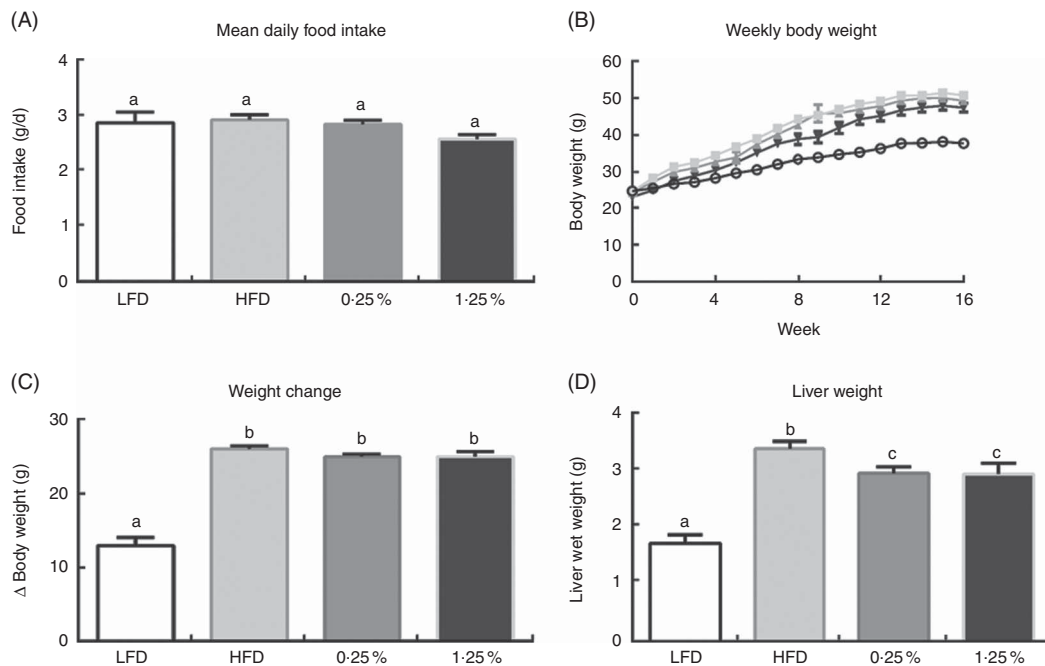 (A)
Mean daily food intake
Food intake (g/d)
4
3
2
1
0
a
a
a
a
LFD
HFD
0·25 %
1·25 %
(B)
Weekly body weight
Body weight (g)
60
50
40
30
20
10
0
0
4
8
12
16
Week
(C)
Weight change
Δ Body weight (g)
30
20
10
0
a
b
b
b
LFD
HFD
0·25 %
1·25 %
(D)
Liver weight
Liver wet weight (g)
4
3
2
1
0
a
b
c
c
LFD
HFD
0·25 %
1·25 %